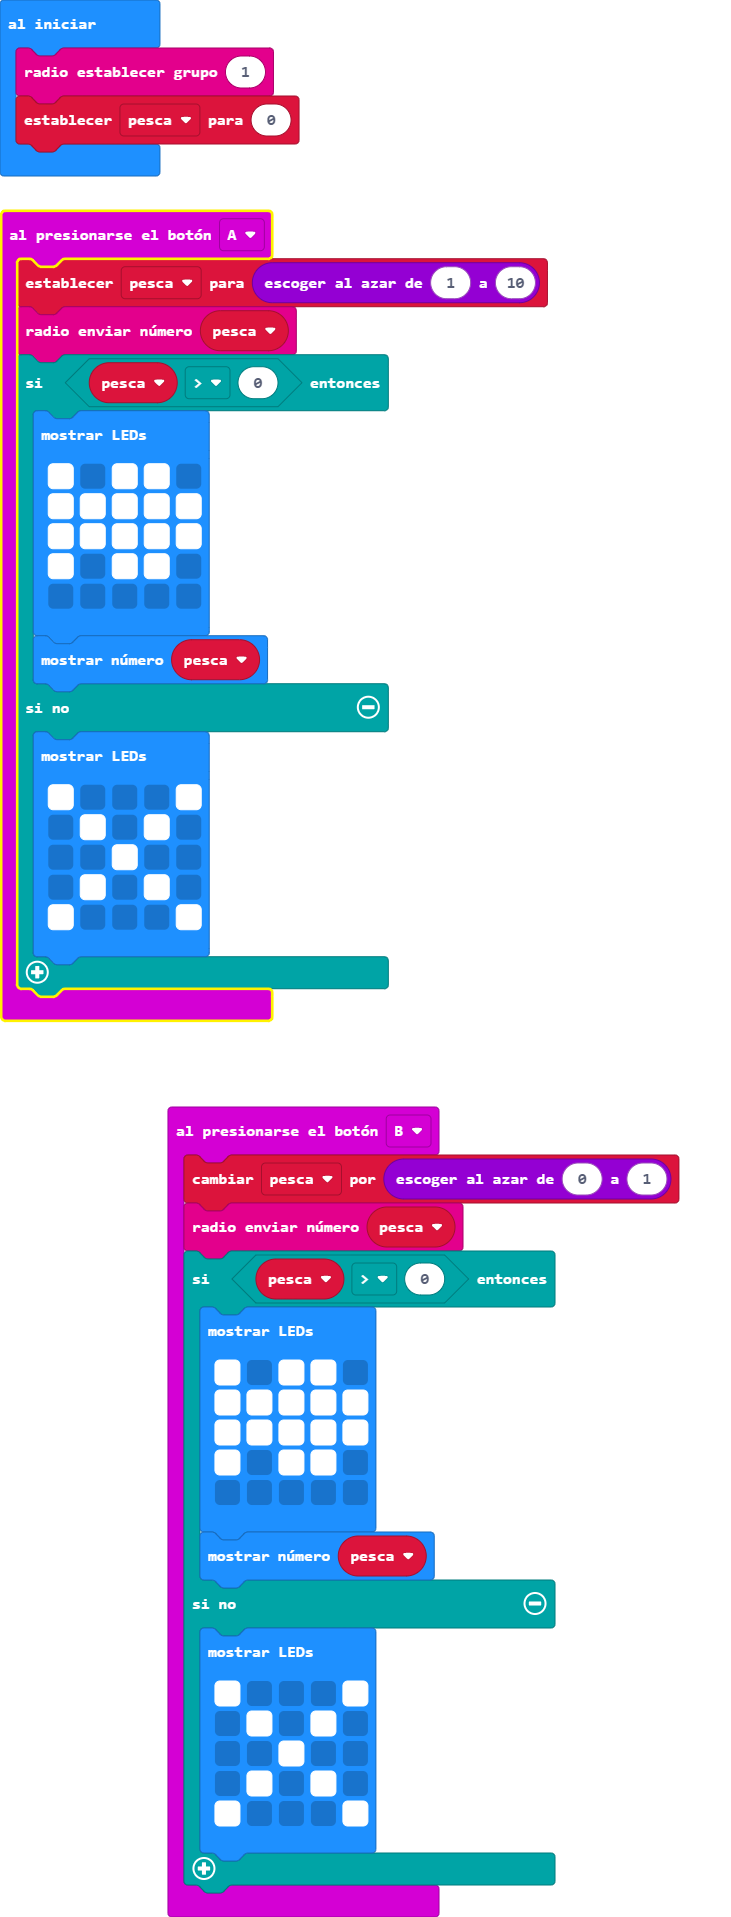 al iniciar
radio establecer grupo 1
establecer pesca para 0
al presionarse el botón A
establecer pesca para escoger al azar de 1 a 10
radio enviar número pesca
si pesca > 0 entonces
mostrar LEDs
mostrar número pesca
si no
mostrar LEDs
al presionarse el botón B
cambiar pesca por escoger al azar de 0 a 1
radio enviar número pesca
si pesca > 0 entonces
mostrar LEDs
mostrar número pesca
si no
mostrar LEDs